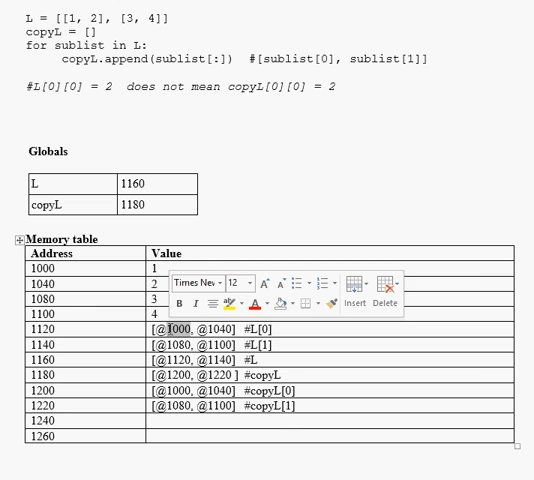 L = [[1, 2], [3, 4]]
copyL = []
for sublist in L:
copyL.append(sublist[:])  #[sublist[0], sublist[1]]
#L[0][0] = 2  does not mean copyL[0][0] = 2
Globals
L 1160
copyL 1180
Memory table
Address Value
1000 1
1040 2
1080 3
1100 4
Times Nev 12 A A
B I A Insert Delete
1120 [@1000, @1040]  #L[0]
1140 [@1080, @1100]  #L[1]
1160 [@1120, @1140]  #L
1180 [@1200, @1220 ]  #copyL
1200 [@1000, @1040]  #copyL[0]
1220 [@1080, @1100]  #copyL[1]
1240
1260